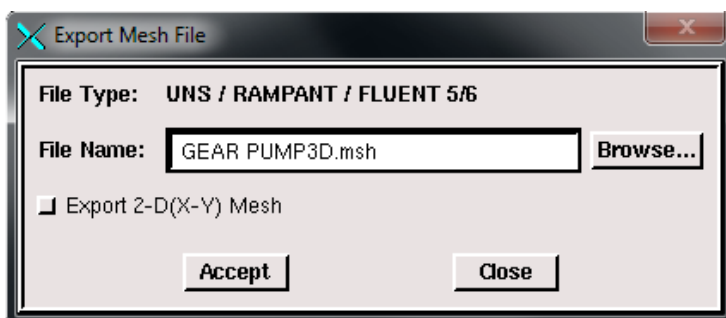 Export Mesh File
File Type: UNS / RAMPANT / FLUENT 5/6
File Name: GEAR PUMP3D.msh Browse...
Export 2-D(X-Y) Mesh
Accept Close